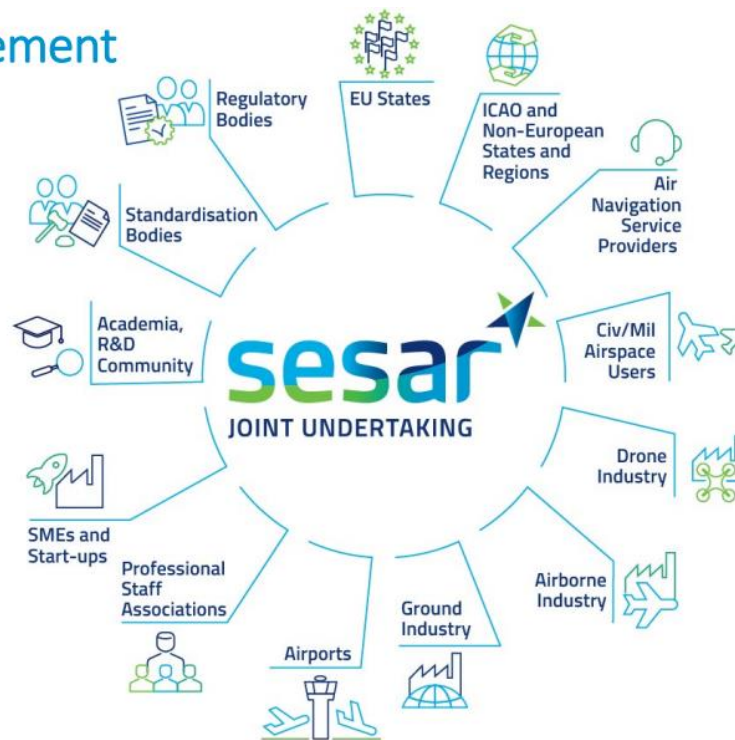 ement
EU States
ICAO and
Non-European
States and
Regions
Air
Navigation
Service
Providers
Civ/Mil
Airspace
Users
Drone
Industry
Airborne
Industry
Ground
Industry
Airports
Professional
Staff
Associations
SMEs and
Start-ups
Academia,
R&D
Community
Standardisation
Bodies
Regulatory
Bodies
sesar
JOINT UNDERTAKING